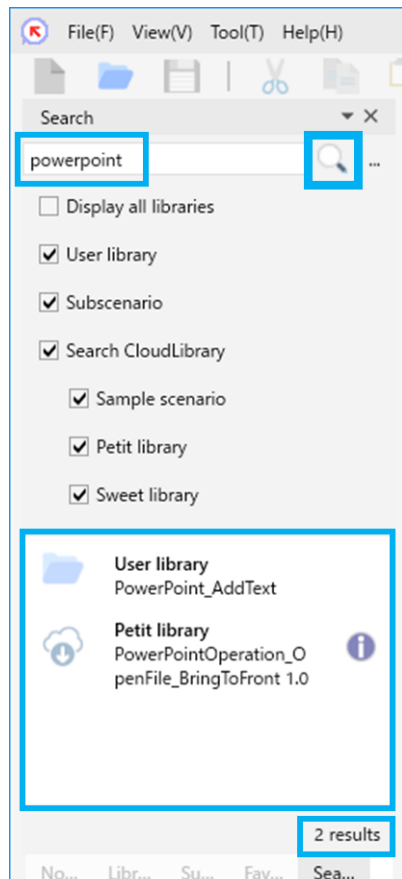 File(F) View(V) Tool(T) Help(H)
Search
powerpoint
...
Display all libraries
User library
Subscenario
Search CloudLibrary
Sample scenario
Petit library
Sweet library
User library
PowerPoint_AddText
Petit library
PowerPointOperation_O
penFile_BringToFront 1.0
2 results
No... Libr... Su... Fav... Sea...